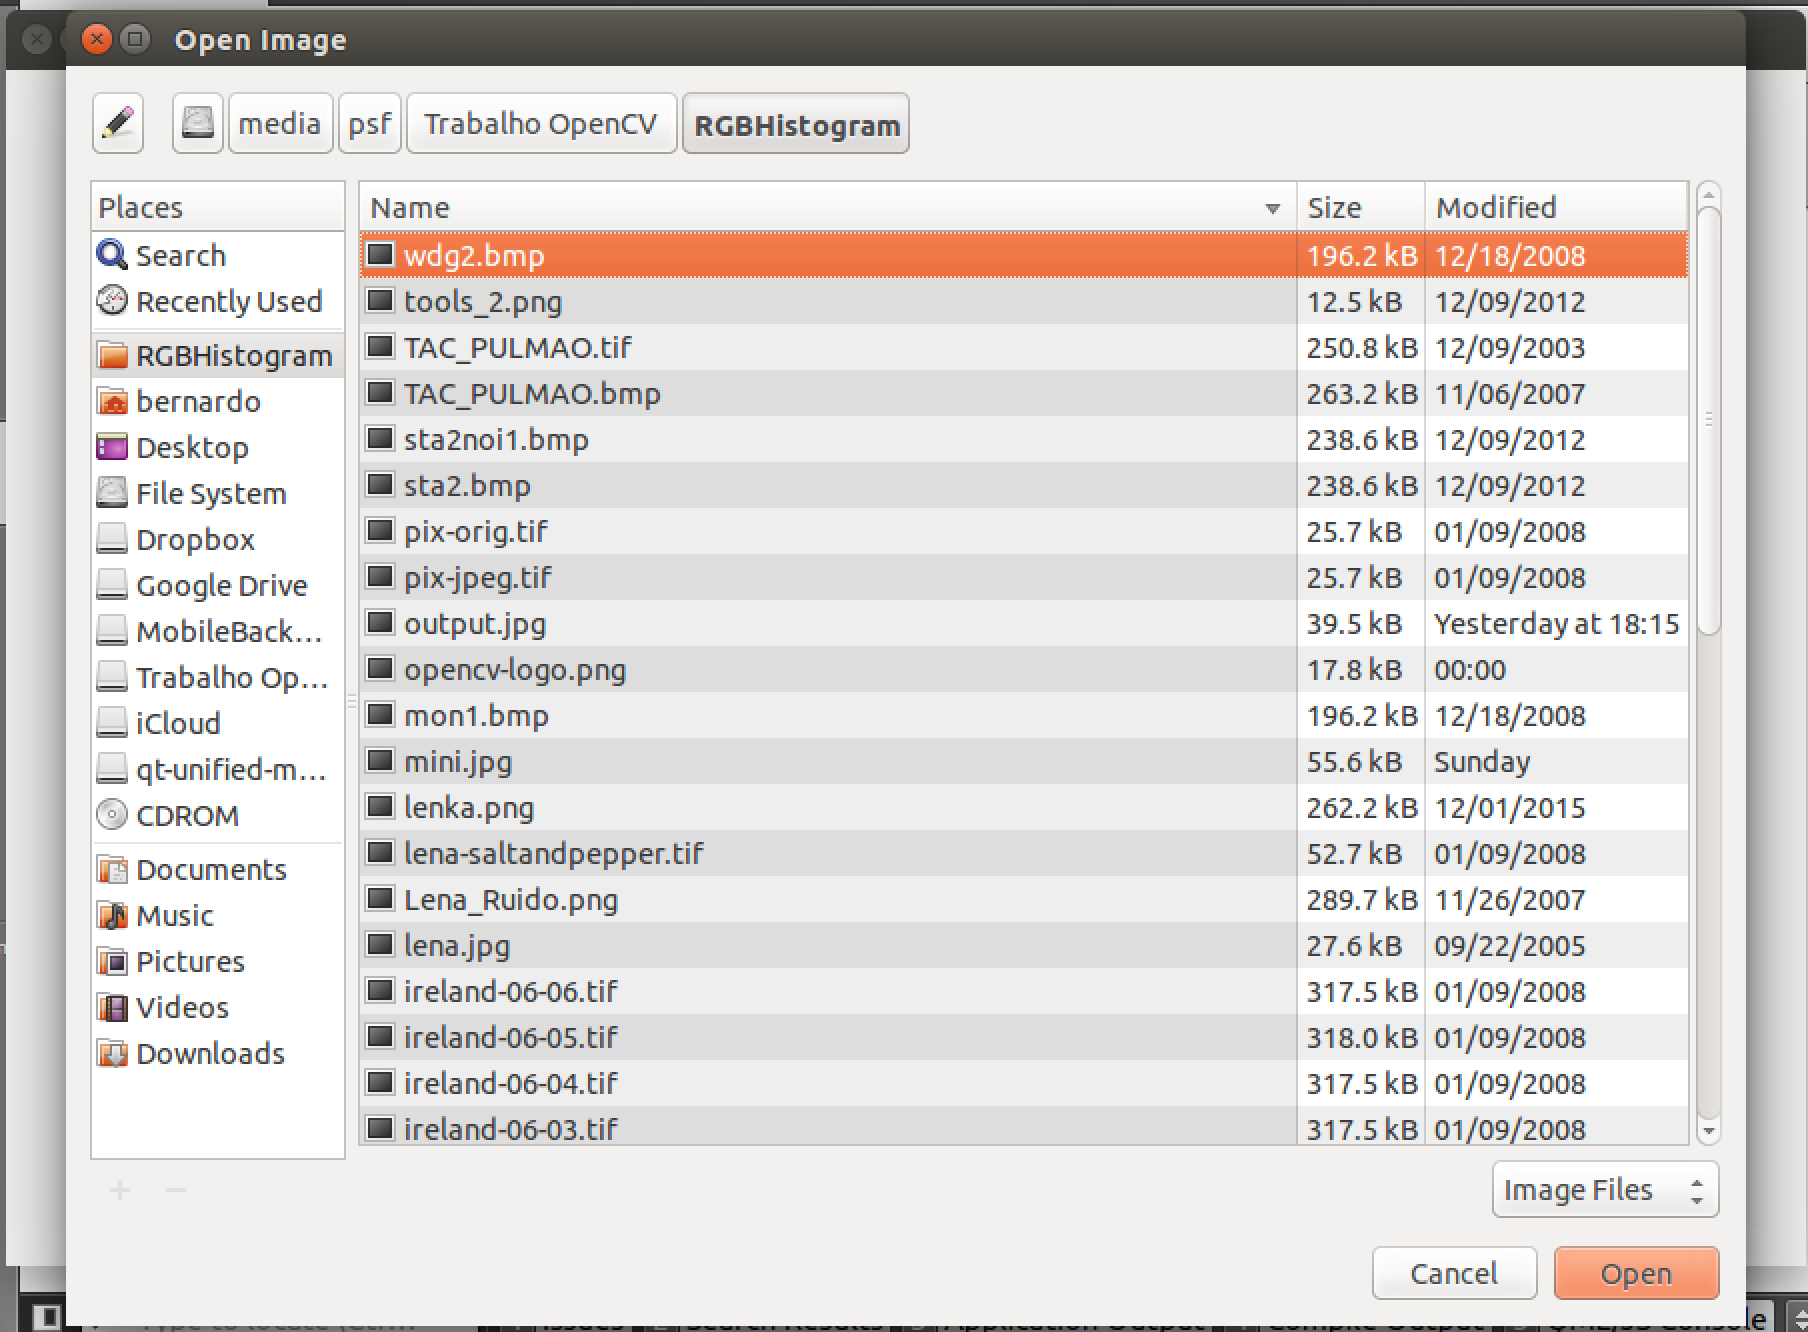 Open Image
media psf Trabalho OpenCV RGBHistogram
Places
Search
Recently Used
RGBHistogram
bernardo
Desktop
File System
Dropbox
Google Drive
MobileBack...
Trabalho Op...
iCloud
qt-unified-m...
CDROM
Documents
Music
Pictures
Videos
Downloads
Name Size Modified
wdg2.bmp 196.2 kB 12/18/2008
tools_2.png 12.5 kB 12/09/2012
TAC_PULMAO.tif 250.8 kB 12/09/2003
TAC_PULMAO.bmp 263.2 kB 11/06/2007
sta2noi1.bmp 238.6 kB 12/09/2012
sta2.bmp 238.6 kB 12/09/2012
pix-orig.tif 25.7 kB 01/09/2008
pix-jpeg.tif 25.7 kB 01/09/2008
output.jpg 39.5 kB Yesterday at 18:15
opencv-logo.png 17.8 kB 00:00
mon1.bmp 196.2 kB 12/18/2008
mini.jpg 55.6 kB Sunday
lenka.png 262.2 kB 12/01/2015
lena-saltandpepper.tif 52.7 kB 01/09/2008
Lena_Ruido.png 289.7 kB 11/26/2007
lena.jpg 27.6 kB 09/22/2005
ireland-06-06.tif 317.5 kB 01/09/2008
ireland-06-05.tif 318.0 kB 01/09/2008
ireland-06-04.tif 317.5 kB 01/09/2008
ireland-06-03.tif 317.5 kB 01/09/2008
Image Files
Cancel Open